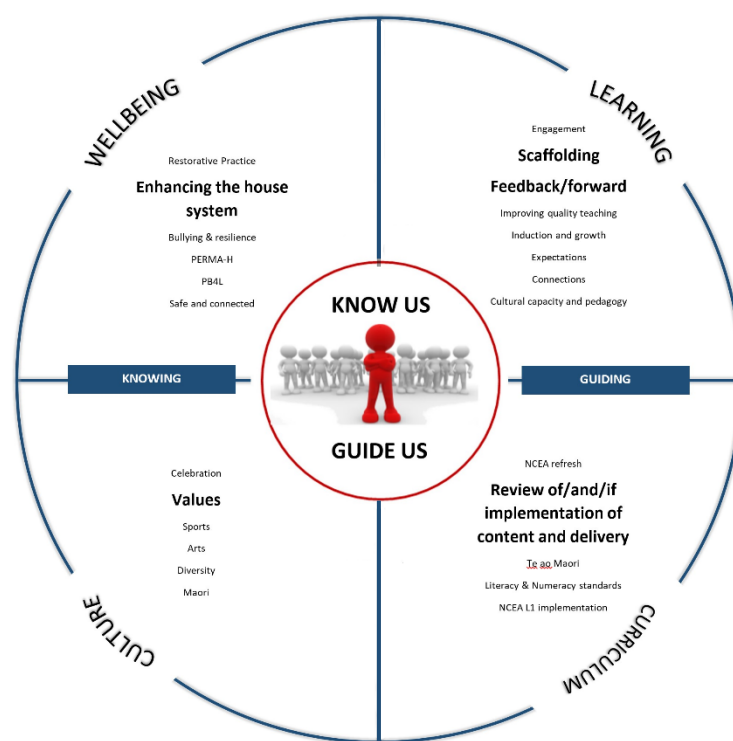 WELLBEING
Restorative Practice
Enhancing the house
system
Bullying & resilience
PERMA-H
PB4L
Safe and connected
LEARNING
Engagement
Scaffolding
Feedback/forward
Improving quality teaching
Induction and growth
Expectations
Connections
Cultural capacity and pedagogy
KNOW US
GUIDE US
KNOWING
GUIDING
Celebration
Values
Sports
Arts
Diversity
Maori
CULTURE
NCEA refresh
Review of/and/if
implementation of
content and delivery
Te ao Maori
Literacy & Numeracy standards
NCEA L1 implementation
CURRICULUM